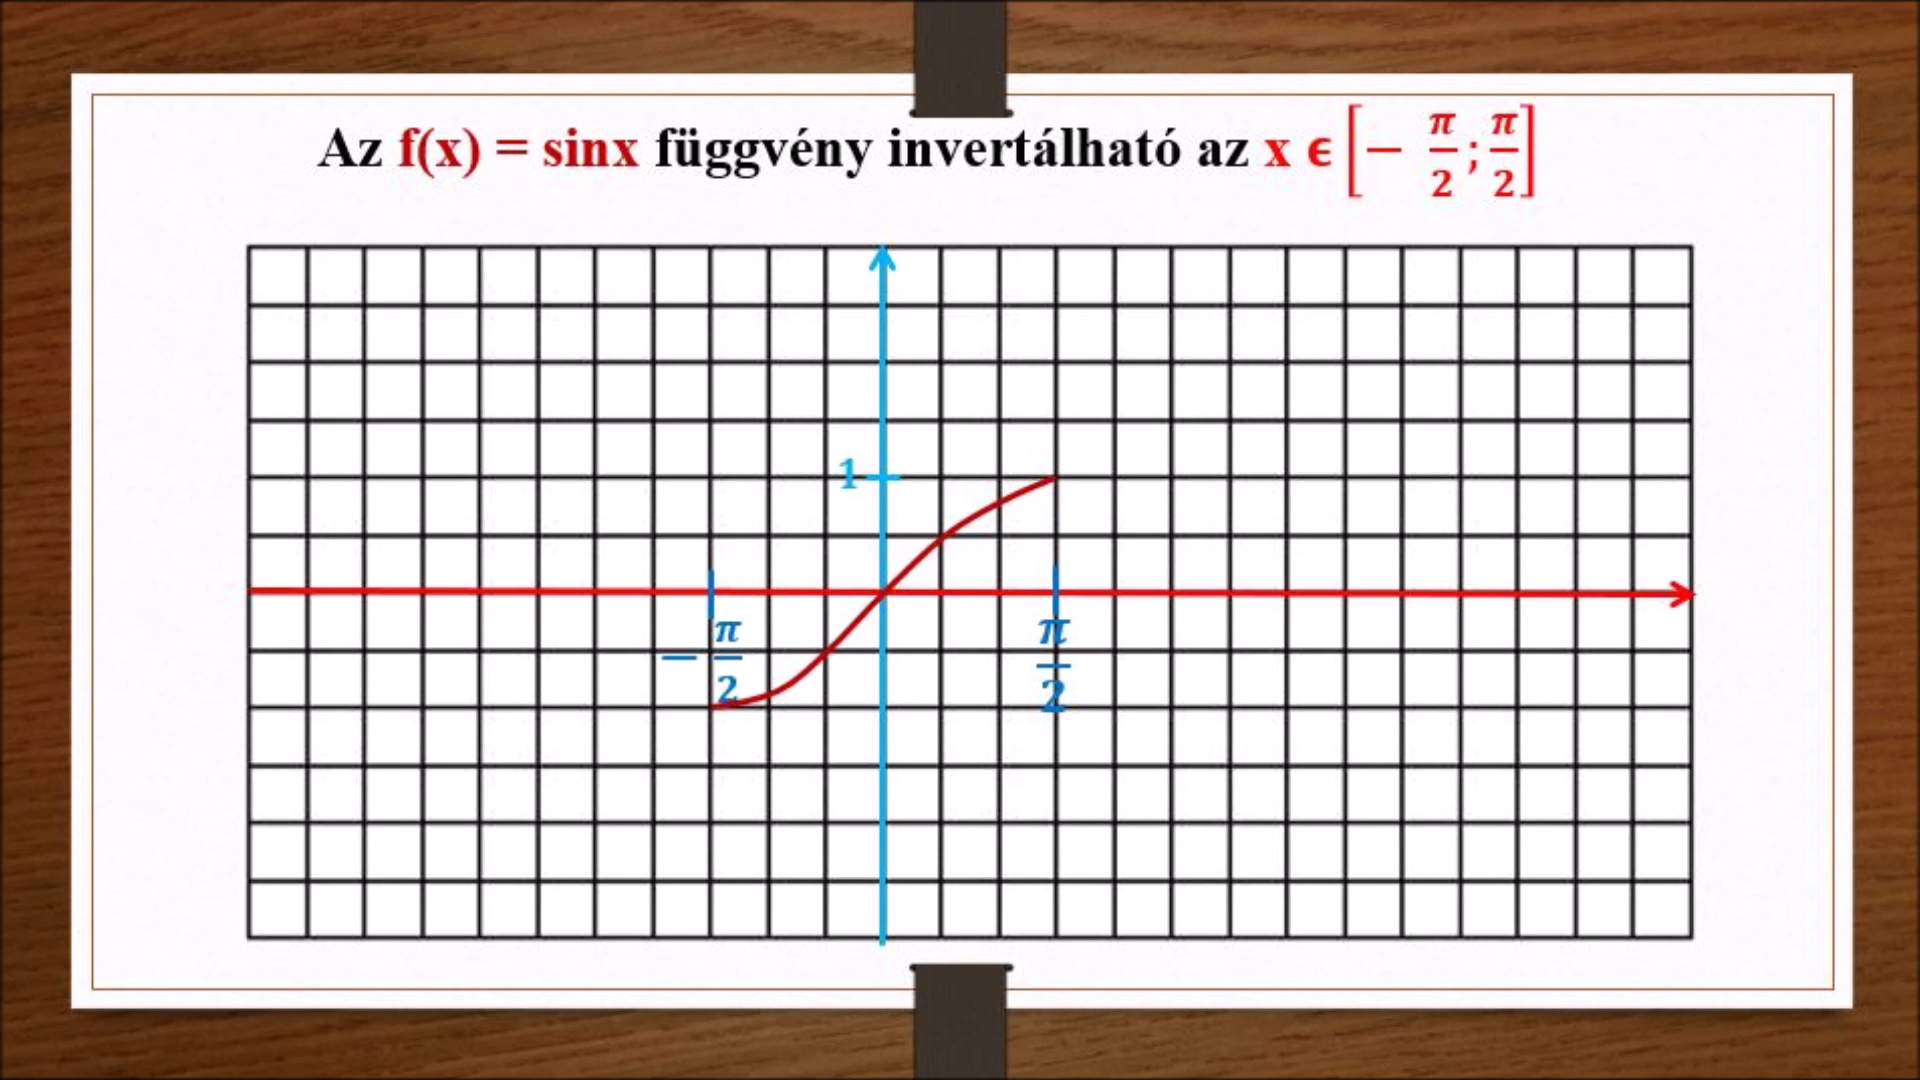 Az f(x) = sinx függvény invertálható az x ϵ [− π/2 ; π/2]
1
− π/2
π/2